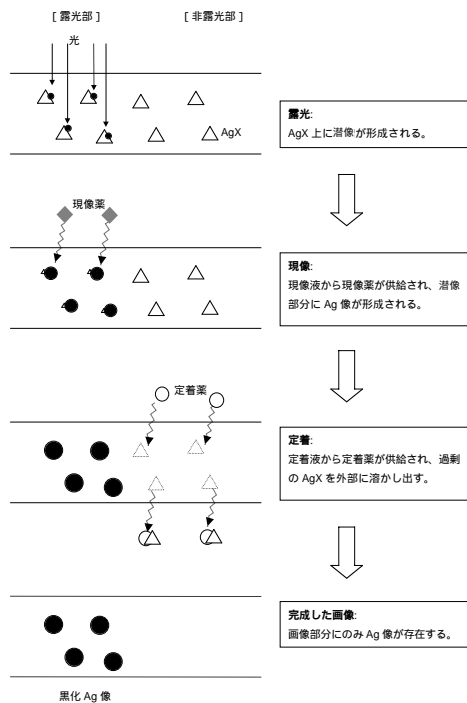 [ 露光部 ]
[ 非露光部 ]
光
AgX
露光:
AgX 上に潜像が形成される。
現像薬
現像:
現像液から現像薬が供給され、潜像
部分に Ag 像が形成される。
定着薬
定着:
定着液から定着薬が供給され、過剰
の AgX を外部に溶かし出す。
完成した画像:
画像部分にのみ Ag 像が存在する。
黒化 Ag 像